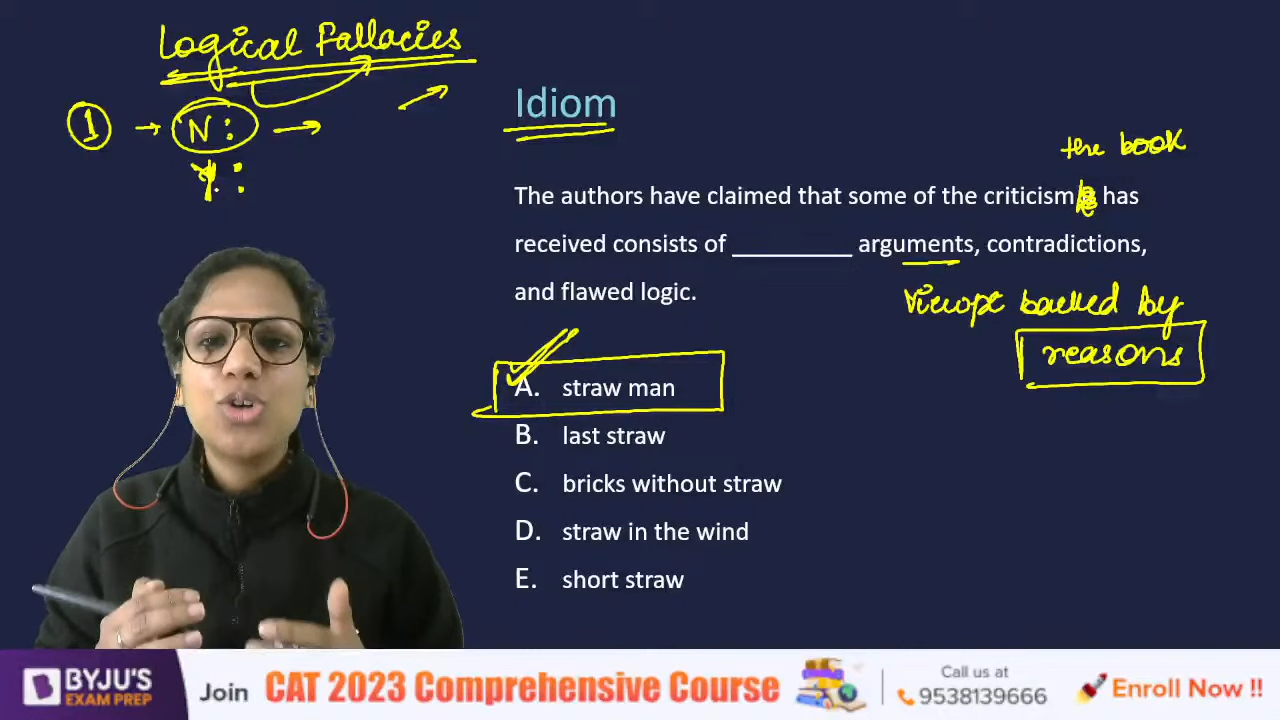 Logical Fallacies
1 → N: →
Y:
Idiom
the book
The authors have claimed that some of the criticism has
received consists of __________ arguments, contradictions,
and flawed logic.
Viewpt backed by
reasons
A. straw man
B. last straw
C. bricks without straw
D. straw in the wind
E. short straw
BYJU'S
EXAM PREP
Join CAT 2023 Comprehensive Course
Call us at
9538139666
Enroll Now !!